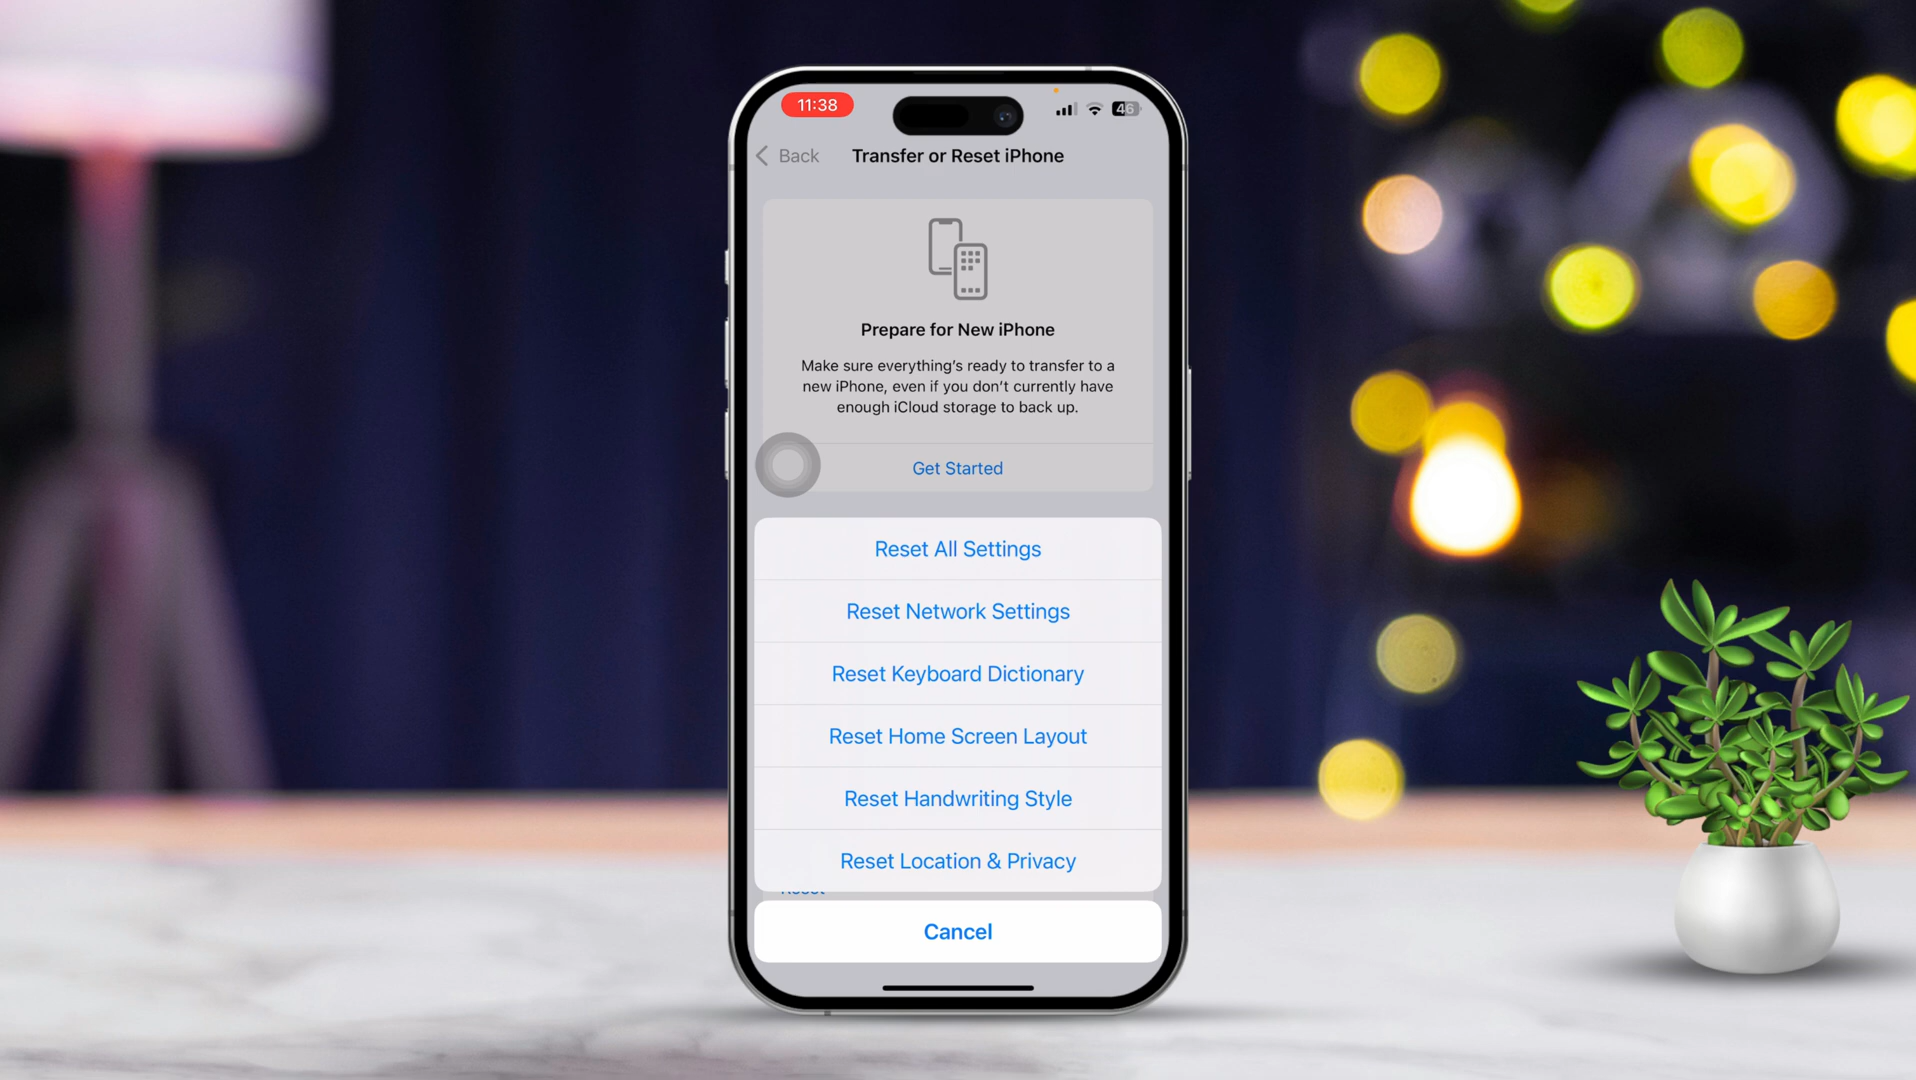 11:38
46
Back
Transfer or Reset iPhone
Prepare for New iPhone
Make sure everything's ready to transfer to a
new iPhone, even if you don't currently have
enough iCloud storage to back up.
Get Started
Reset All Settings
Reset Network Settings
Reset Keyboard Dictionary
Reset Home Screen Layout
Reset Handwriting Style
Reset Location & Privacy
Reset
Cancel